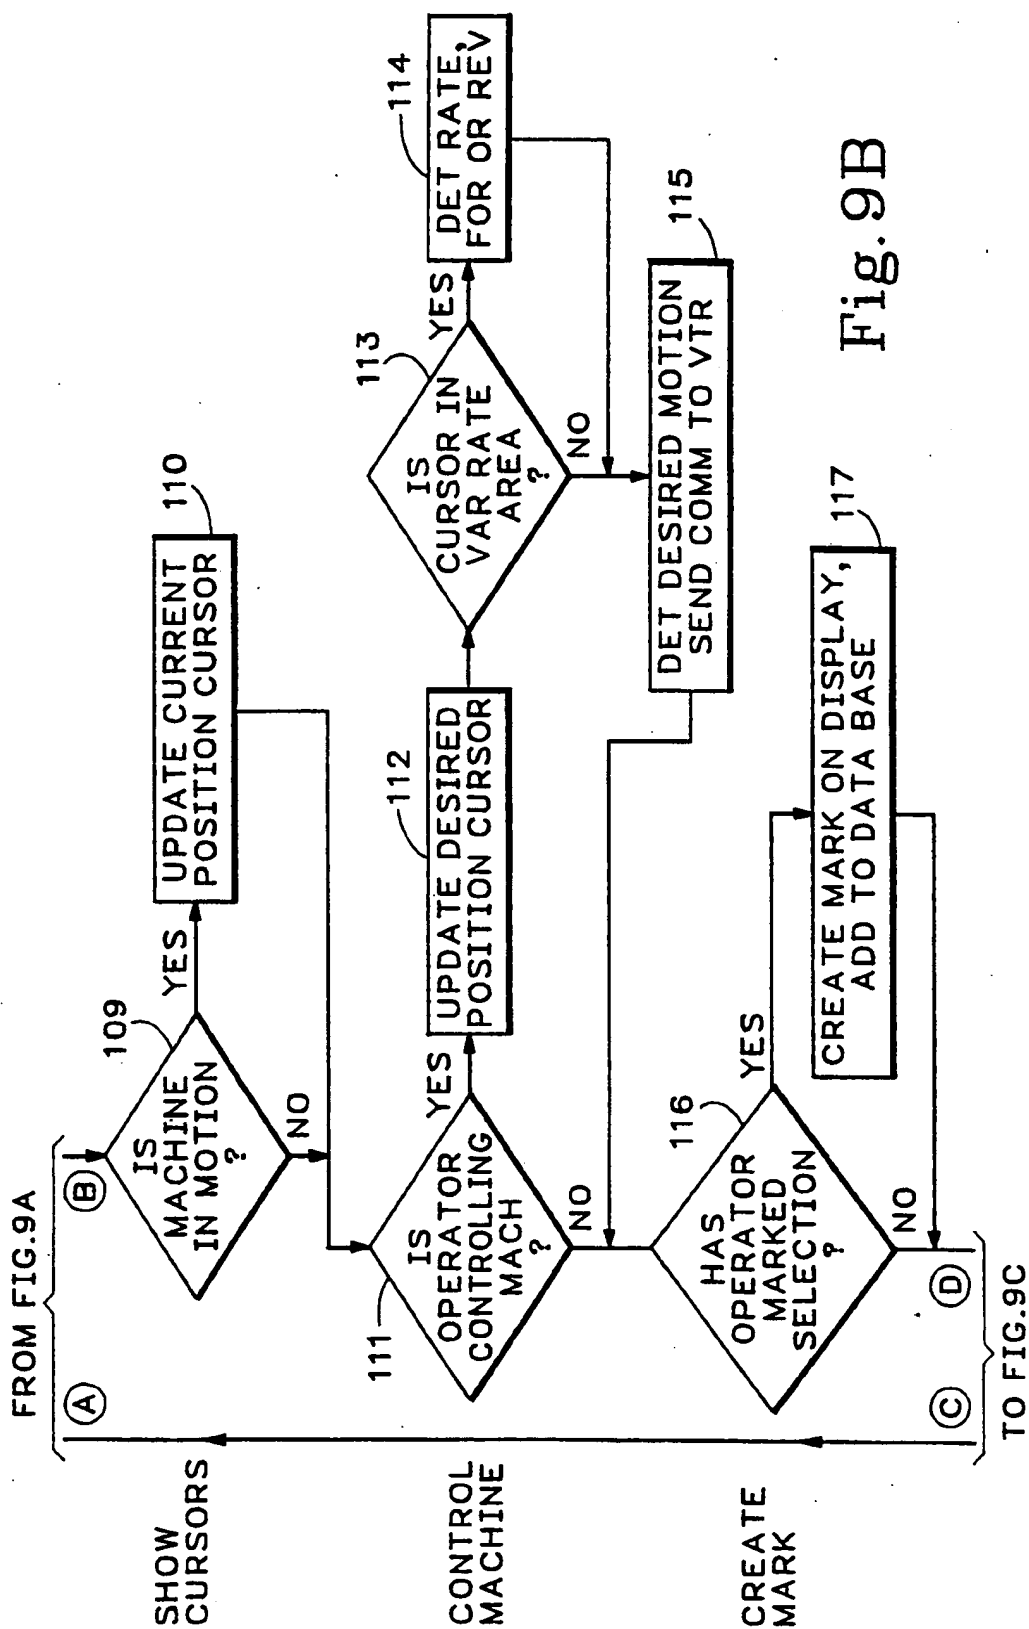 FROM FIG.9A
A
B
SHOW
CURSORS
109
IS
MACHINE
IN MOTION
?
YES
NO
110
UPDATE CURRENT
POSITION CURSOR
CONTROL
MACHINE
111
IS
OPERATOR
CONTROLLING
MACH
?
YES
NO
112
UPDATE DESIRED
POSITION CURSOR
113
IS
CURSOR IN
VAR RATE
AREA
?
YES
NO
114
DET RATE,
FOR OR REV
115
DET DESIRED MOTION
SEND COMM TO VTR
CREATE
MARK
116
HAS
OPERATOR
MARKED
SELECTION
?
YES
NO
117
CREATE MARK ON DISPLAY,
ADD TO DATA BASE
C
D
TO FIG.9C
Fig. 9B